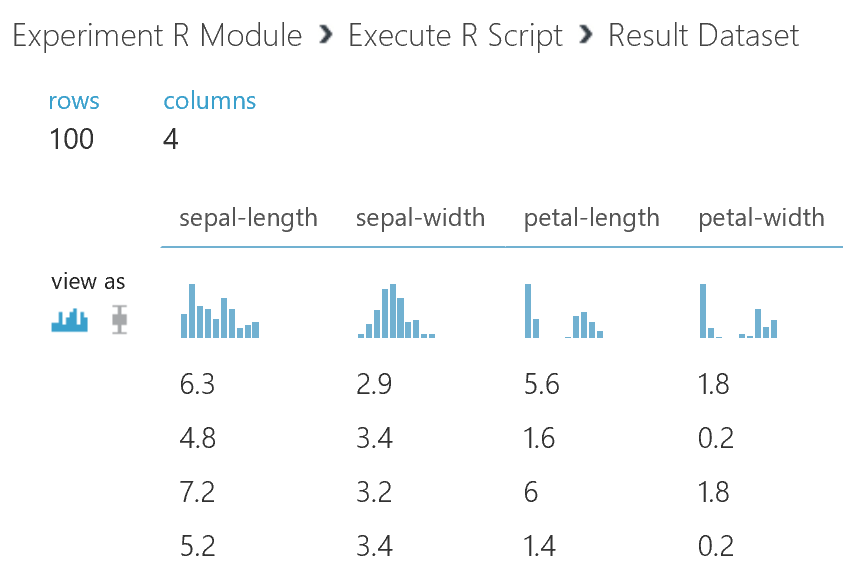 Experiment R Module › Execute R Script › Result Dataset
rows columns
100 4
sepal-length sepal-width petal-length petal-width
view as
6.3 2.9 5.6 1.8
4.8 3.4 1.6 0.2
7.2 3.2 6 1.8
5.2 3.4 1.4 0.2